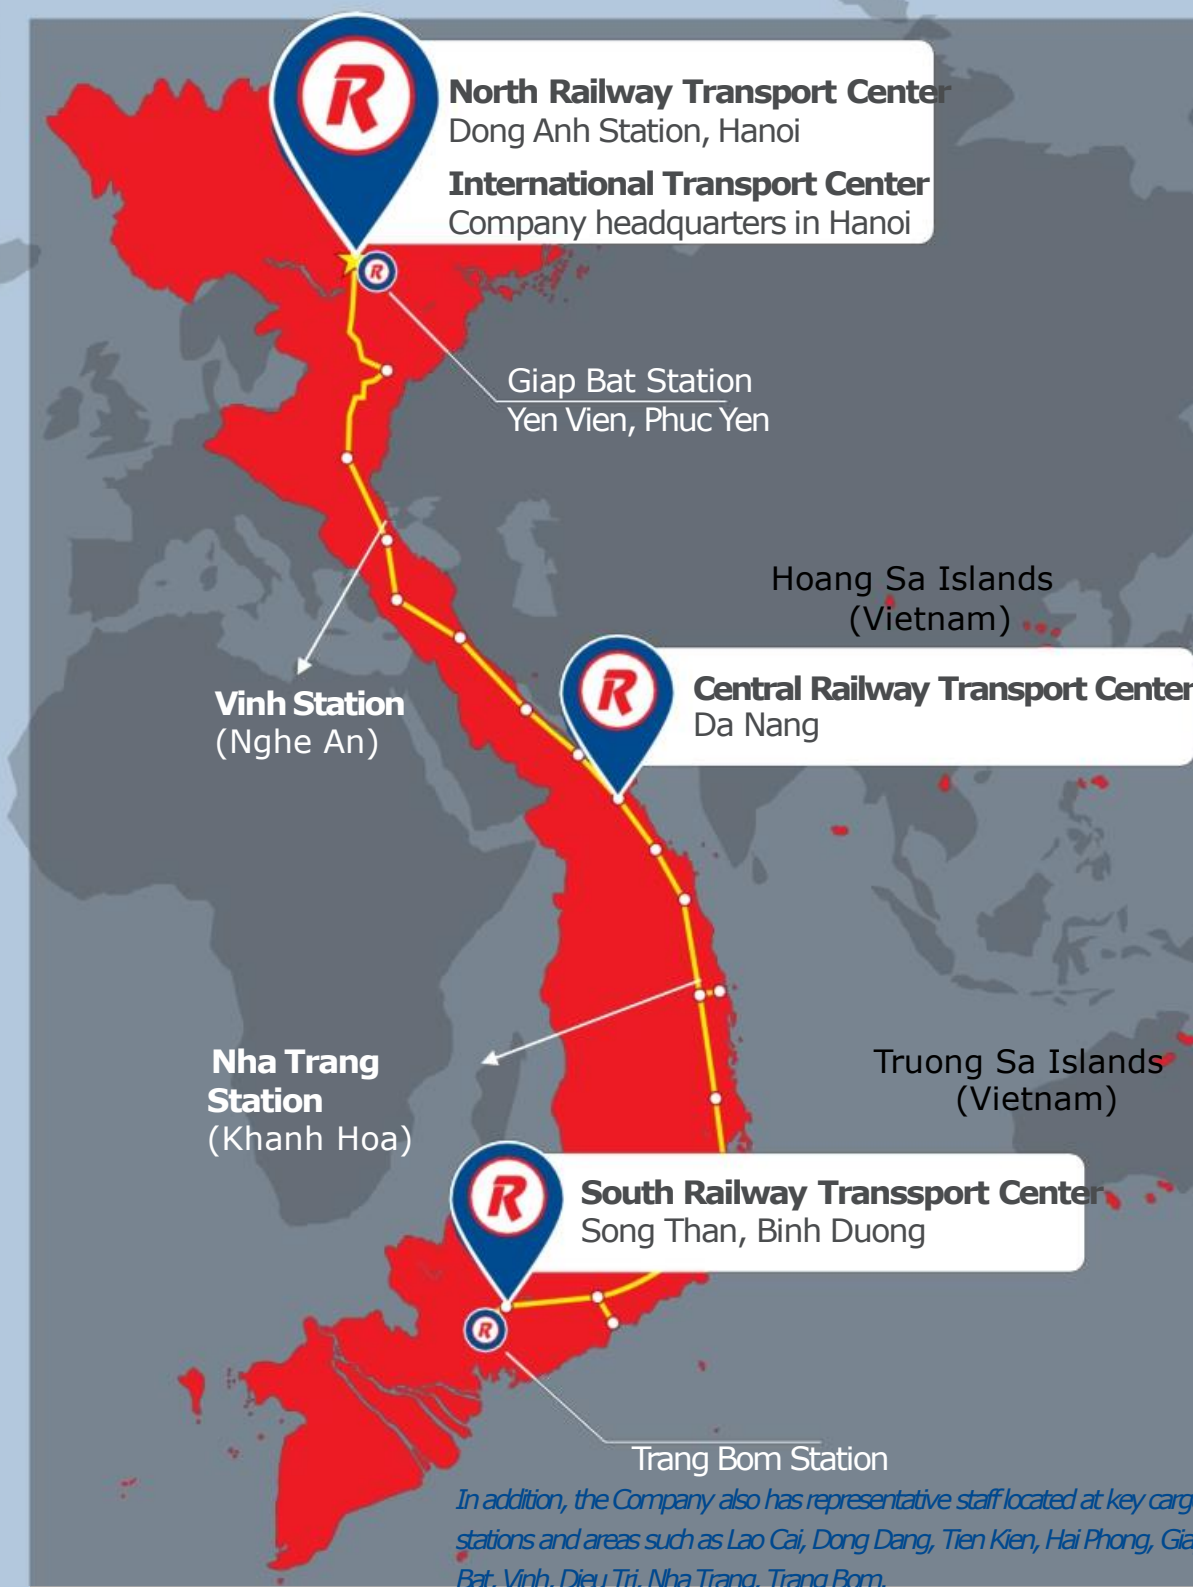 R
North Railway Transport Center
Dong Anh Station, Hanoi
International Transport Center
Company headquarters in Hanoi
R
Giap Bat Station
Yen Vien, Phuc Yen
Hoang Sa Islands
(Vietnam)
R
Central Railway Transport Center
Da Nang
Vinh Station
(Nghe An)
Nha Trang
Station
(Khanh Hoa)
Truong Sa Islands
(Vietnam)
R
South Railway Transsport Center
Song Than, Binh Duong
R
Trang Bom Station
In addition, the Company also has representative staff located at key carg
stations and areas such as Lao Cai, Dong Dang, Tien Kien, Hai Phong, Gia
Bat, Vinh, Dieu Tri, Nha Trang, Trang Bom.